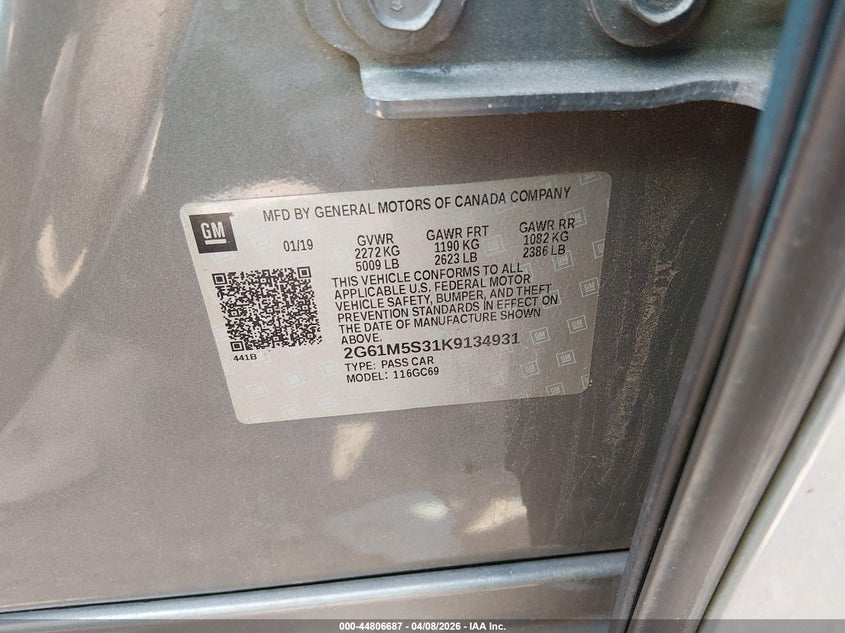 MFD BY GENERAL MOTORS OF CANADA COMPANY
GM
01/19 GVWR GAWR FRT GAWR RR
2272 KG 1190 KG 1082 KG
5009 LB 2623 LB 2386 LB
THIS VEHICLE CONFORMS TO ALL
APPLICABLE U.S. FEDERAL MOTOR
VEHICLE SAFETY, BUMPER, AND THEFT
PREVENTION STANDARDS IN EFFECT ON
THE DATE OF MANUFACTURE SHOWN
ABOVE.
441B
2G61M5S31K9134931
TYPE: PASS CAR
MODEL: 116GC69
000-44806687 - 04/08/2026 - IAA Inc.